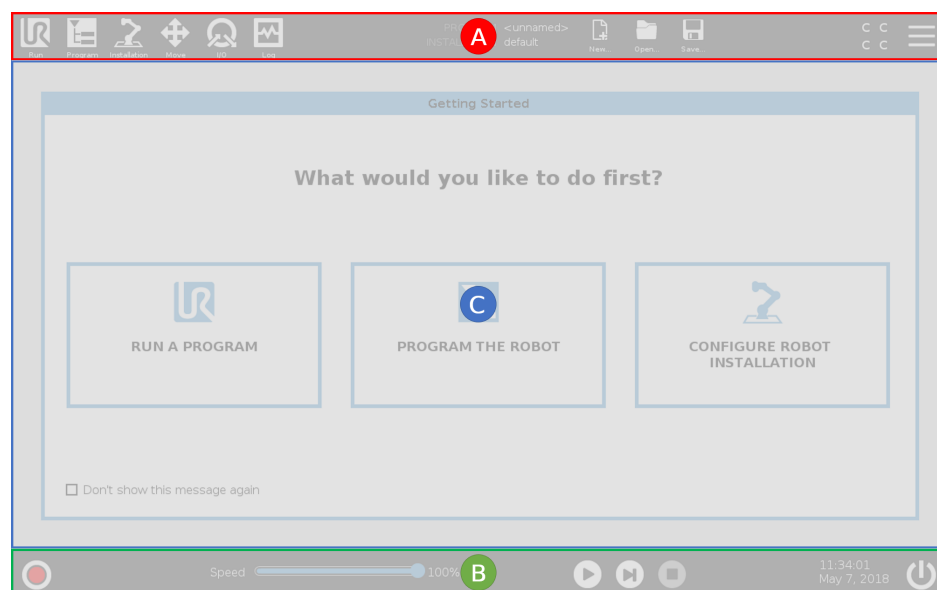 A
<unnamed>
default
Run
Program
Installation
Move
I/O
Log
New...
Open...
Save...
C C
C C
Getting Started
What would you like to do first?
C
RUN A PROGRAM
PROGRAM THE ROBOT
CONFIGURE ROBOT
INSTALLATION
Don't show this message again
Speed
100%
B
11:34:01
May 7, 2018